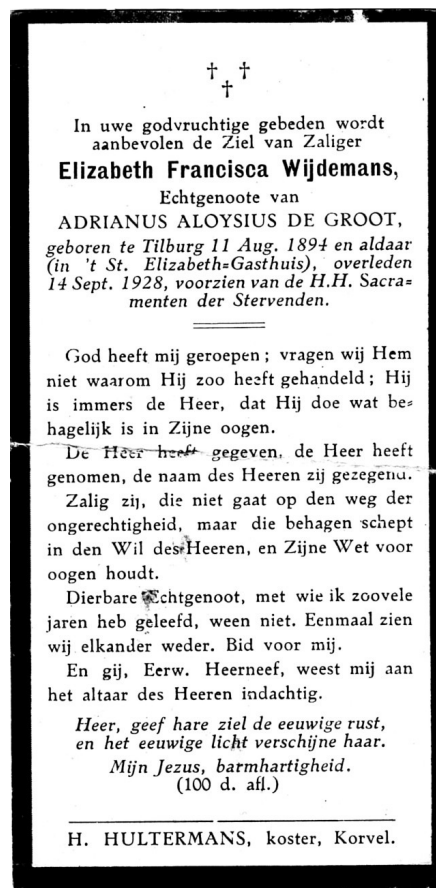 In uwe godvruchtige gebeden wordt
aanbevolen de Ziel van Zaliger
Elizabeth Francisca Wijdemans,
Echtgenoote van
ADRIANUS ALOYSIUS DE GROOT,
geboren te Tilburg 11 Aug. 1894 en aldaar
(in 't St. Elizabeth=Gasthuis), overleden
14 Sept. 1928, voorzien van de H.H. Sacra=
menten der Stervenden.
God heeft mij geroepen; vragen wij Hem
niet waarom Hij zoo heeft gehandeld; Hij
is immers de Heer, dat Hij doe wat be=
hagelijk is in Zijne oogen.
De Heer heeft gegeven, de Heer heeft
genomen, de naam des Heeren zij gezegend.
Zalig zij, die niet gaat op den weg der
ongerechtigheid, maar die behagen schept
in den Wil des Heeren, en Zijne Wet voor
oogen houdt.
Dierbare Echtgenoot, met wie ik zoovele
jaren heb geleefd, ween niet. Eenmaal zien
wij elkander weder. Bid voor mij.
En gij, Eerw. Heerneef, weest mij aan
het altaar des Heeren indachtig.
Heer, geef hare ziel de eeuwige rust,
en het eeuwige licht verschijne haar.
Mijn Jezus, barmhartigheid.
(100 d. afl.)
H. HULTERMANS, koster, Korvel.